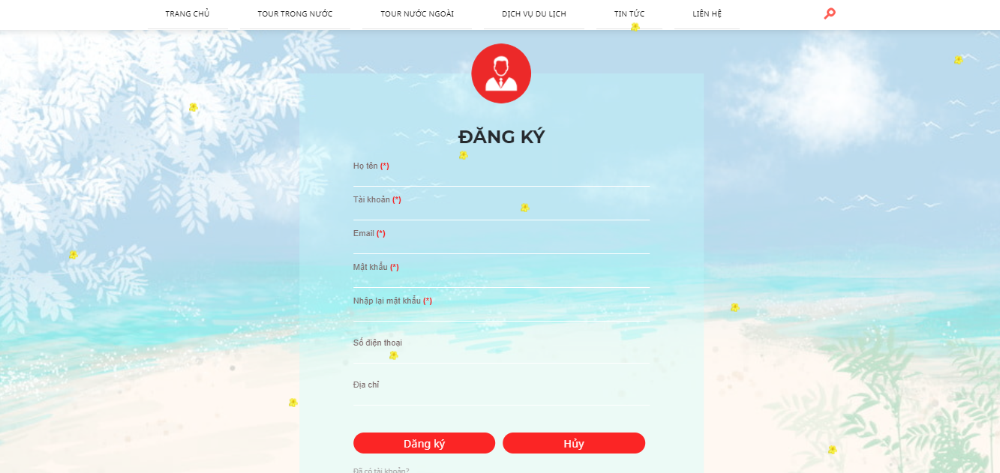 TRANG CHỦ TOUR TRONG NƯỚC TOUR NƯỚC NGOÀI DỊCH VỤ DU LỊCH TIN TỨC LIÊN HỆ
ĐĂNG KÝ
Họ tên (*)
Tài khoản (*)
Email (*)
Mật khẩu (*)
Nhập lại mật khẩu (*)
Số điện thoại
Địa chỉ
Đăng ký Hủy
Đã có tài khoản?